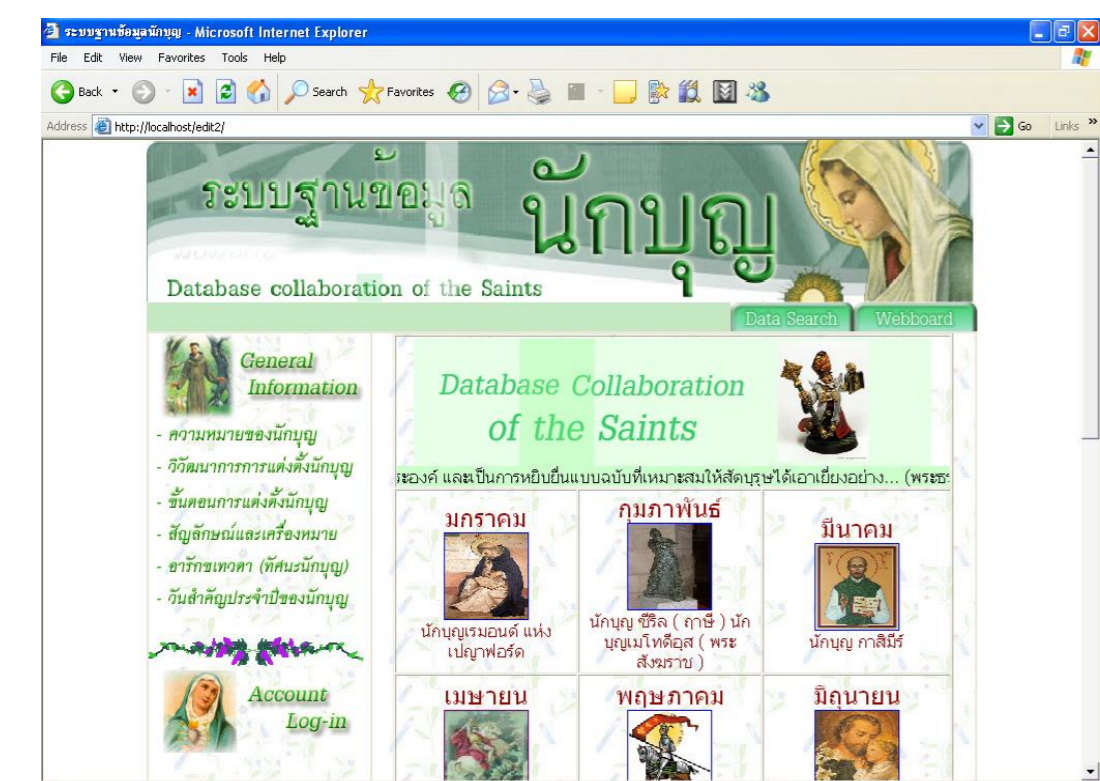 ระบบฐานข้อมูลนักบุญ - Microsoft Internet Explorer
File Edit View Favorites Tools Help
Back Search Favorites
Address http://localhost/edit2/ Go Links »
ระบบฐานข้อมูล นักบุญ
Database collaboration of the Saints
Data Search Webboard
General
Information
- ความหมายของนักบุญ
- วิวัฒนาการการแต่งตั้งนักบุญ
- ขั้นตอนการแต่งตั้งนักบุญ
- สัญลักษณ์และเครื่องหมาย
- อารักขเทวดา (ทัศนะนักบุญ)
- วันสำคัญประจำปีของนักบุญ
Account
Log-in
Database Collaboration
of the Saints
ระองค์ และเป็นการหยิบยื่นแบบฉบับที่เหมาะสมให้สัตบุรุษได้เอาเยี่ยงอย่าง... (พระธร
มกราคม
นักบุญเรมอนด์ แห่ง
เปญาฟอร์ด
กุมภาพันธ์
นักบุญ ซีริล ( ฤาษี ) นัก
บุญเมโทดีอุส ( พระ
สังฆราช )
มีนาคม
นักบุญ กาสิมีร์
เมษายน
พฤษภาคม
มิถุนายน